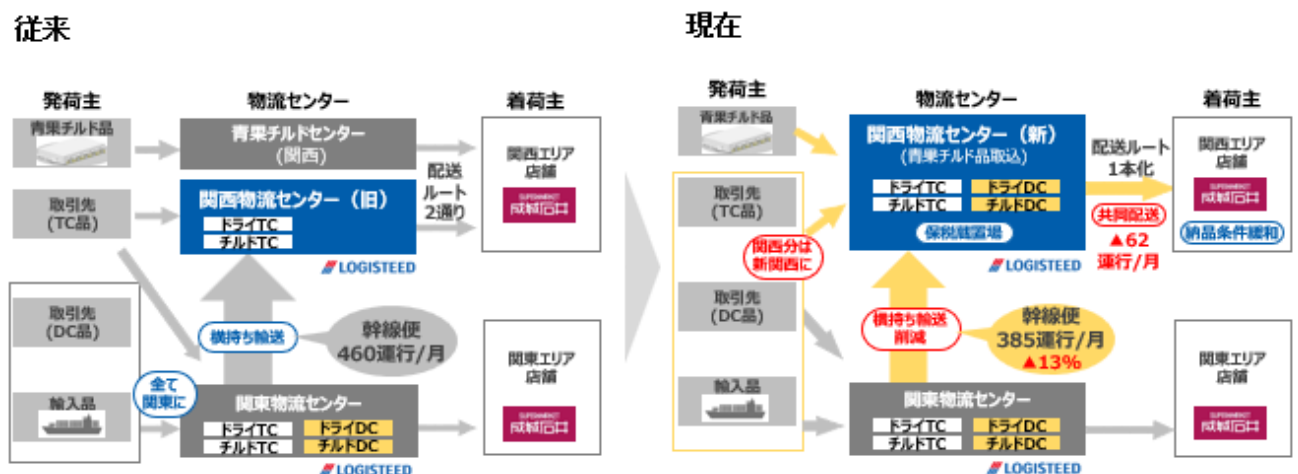 従来
発荷主
物流センター
着荷主
青果チルド品
青果チルドセンター
(関西)
関西エリア
店舗
成城石井
配送
ルート
2通り
取引先
(TC品)
関西物流センター（旧）
ドライTC
チルドTC
LOGISTEED
取引先
(DC品)
横持ち輸送
幹線便
460運行/月
全て
関東に
輸入品
関東物流センター
ドライTC
ドライDC
チルドTC
チルドDC
LOGISTEED
関東エリア
店舗
成城石井
現在
発荷主
物流センター
着荷主
青果チルド品
関西物流センター（新）
(青果チルド品取込)
ドライTC
ドライDC
チルドTC
チルドDC
保税蔵置場
LOGISTEED
配送ルート
1本化
共同配送
▲62
運行/月
関西エリア
店舗
成城石井
納品条件緩和
取引先
(TC品)
関西分は
新関西に
取引先
(DC品)
横持ち輸送
削減
幹線便
385運行/月
▲13%
輸入品
関東物流センター
ドライTC
ドライDC
チルドTC
チルドDC
LOGISTEED
関東エリア
店舗
成城石井